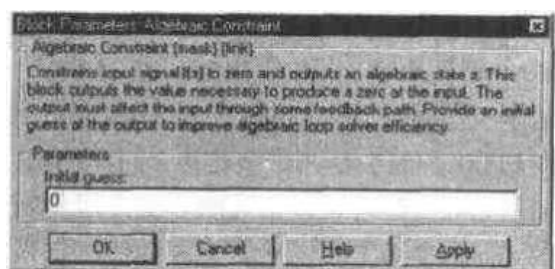 Block Parameters: Algebraic Constraint
Algebraic Constraint (mask) (link)
Constrains input signal f(z) to zero and outputs an algebraic state z. This
block outputs the value necessary to produce a zero at the input. The
output must affect the input through some feedback path. Provide an initial
guess of the output to improve algebraic loop solver efficiency.
Parameters
Initial guess:
0
OK
Cancel
Help
Apply